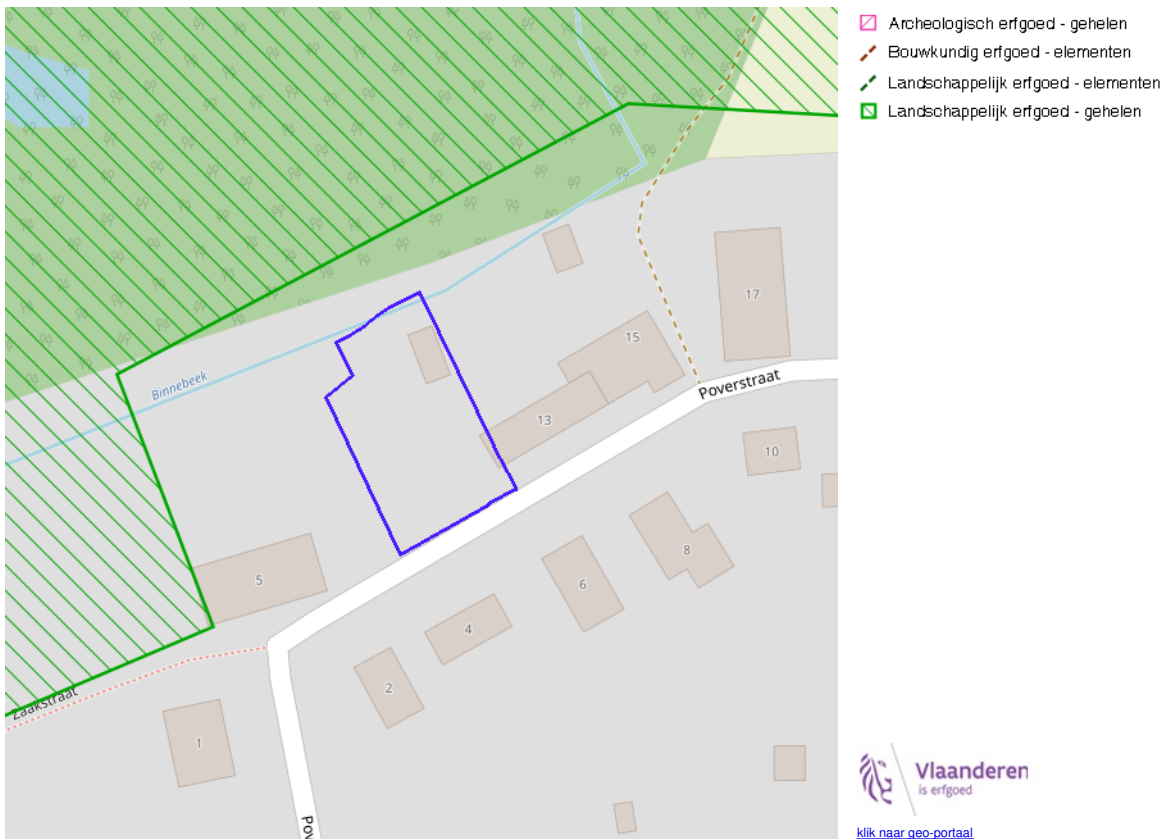 Archeologisch erfgoed - gehelen
Bouwkundig erfgoed - elementen
Landschappelijk erfgoed - elementen
Landschappelijk erfgoed - gehelen
17
15
Binnebeek
Poverstraat
13
10
8
5
6
4
2
Zaakstraat
1
Pov
Vlaanderen
is erfgoed
klik naar geo-portaal